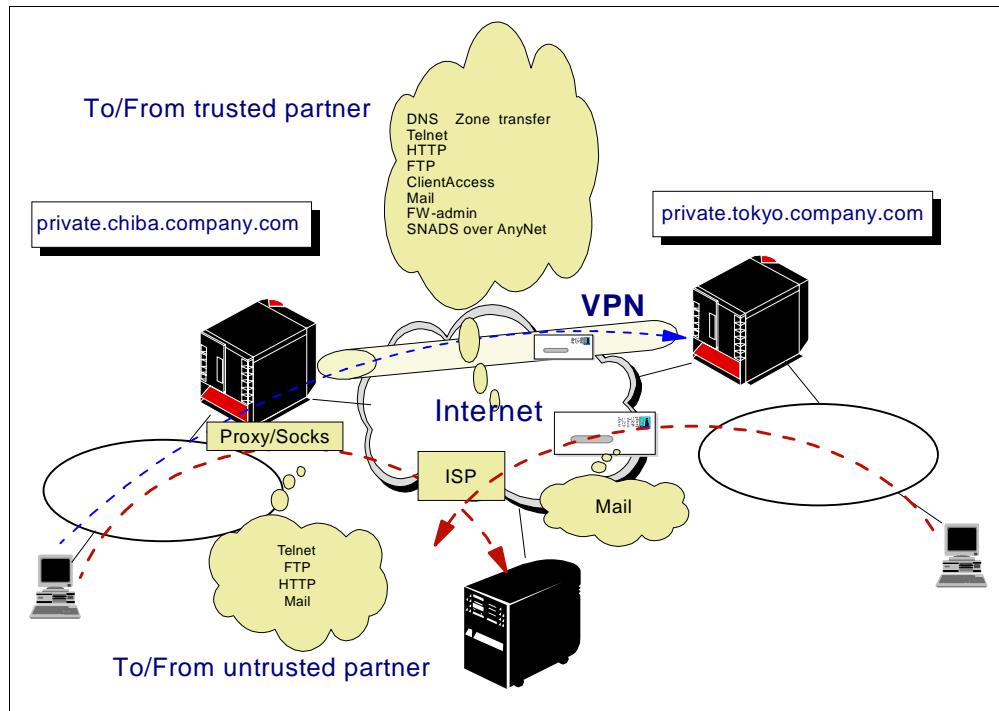 To/From trusted partner
DNS Zone transfer
Telnet
HTTP
FTP
ClientAccess
Mail
FW-admin
SNADS over AnyNet
private.chiba.company.com
private.tokyo.company.com
VPN
Internet
Proxy/Socks
ISP
Mail
Telnet
FTP
HTTP
Mail
To/From untrusted partner